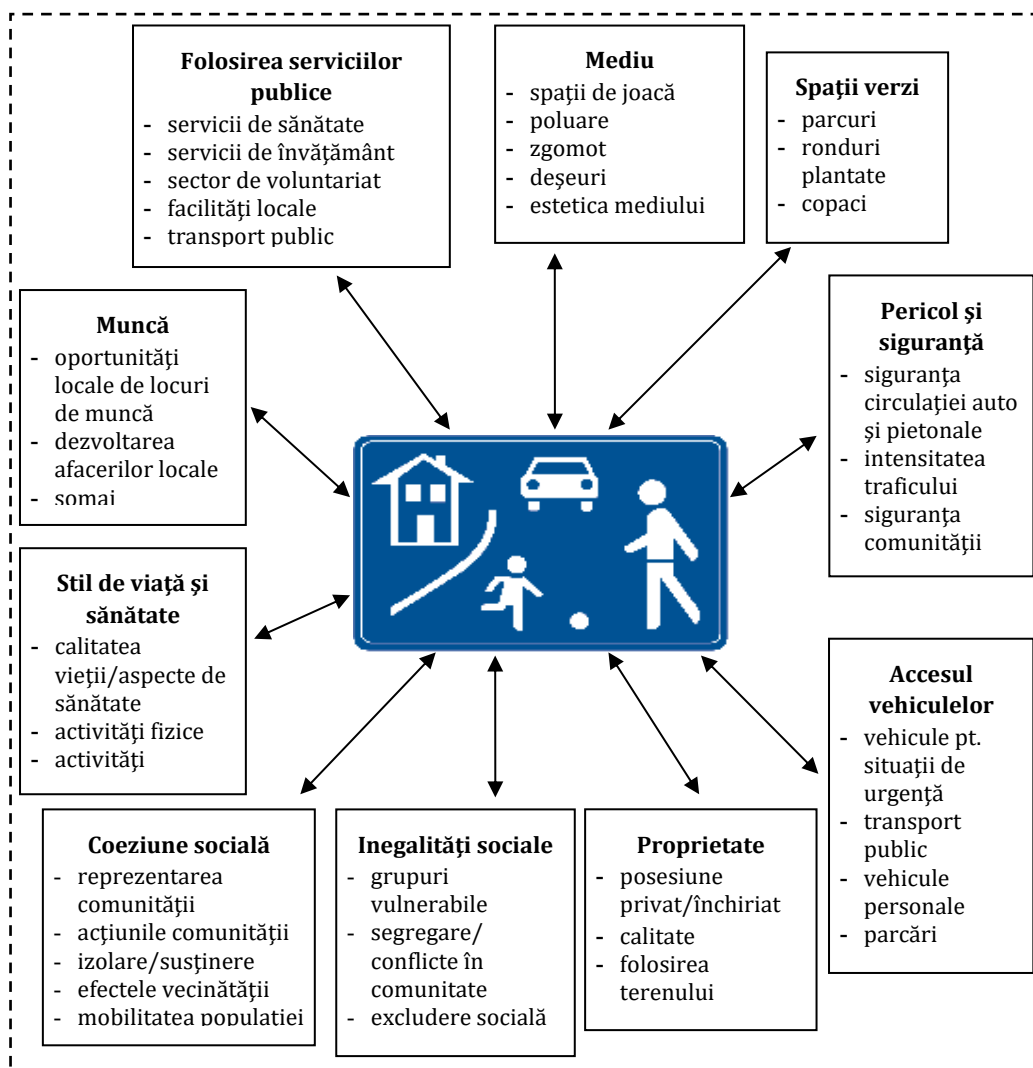 Folosirea serviciilor
publice
- servicii de sănătate
- servicii de învăţământ
- sector de voluntariat
- facilităţi locale
- transport public
Mediu
- spaţii de joacă
- poluare
- zgomot
- deşeuri
- estetica mediului
Spaţii verzi
- parcuri
- ronduri
plantate
- copaci
Muncă
- oportunităţi
locale de locuri
de muncă
- dezvoltarea
afacerilor locale
- şomaj
Pericol şi
siguranţă
- siguranţa
circulaţiei auto
şi pietonale
- intensitatea
traficului
- siguranţa
comunităţii
Stil de viaţă şi
sănătate
- calitatea
vieţii/aspecte de
sănătate
- activităţi fizice
- activităţi
Accesul
vehiculelor
- vehicule pt.
situaţii de
urgenţă
- transport
public
- vehicule
personale
- parcări
Coeziune socială
- reprezentarea
comunităţii
- acţiunile comunităţii
- izolare/susţinere
- efectele vecinătăţii
- mobilitatea populaţiei
Inegalităţi sociale
- grupuri
vulnerabile
- segregare/
conflicte în
comunitate
- excludere socială
Proprietate
- posesiune
privat/închiriat
- calitate
- folosirea
terenului